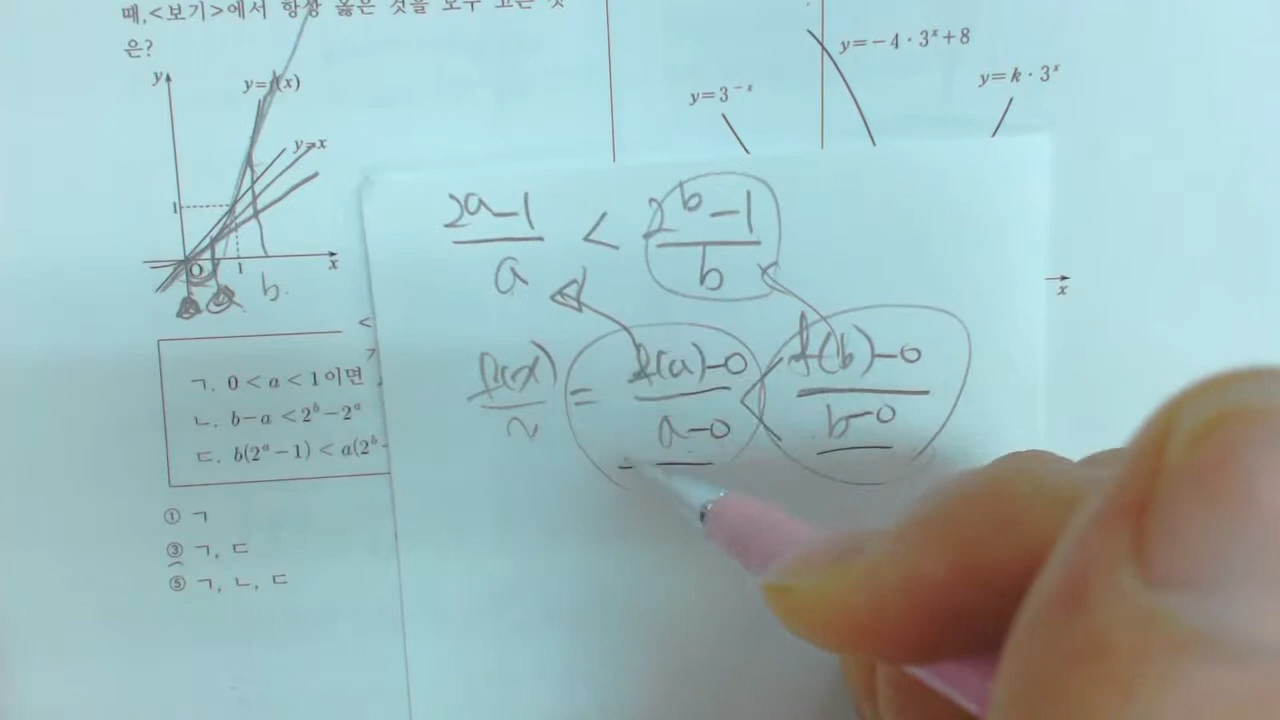 때,<보기>에서 항상 옳은 것을 모두 고른 것
은?
y
y=f(x)
y=x
1
O
1
x
b
ㄱ. 0<a<1이면
ㄴ. b-a<2^b-2^a
ㄷ. b(2^a-1)<a(2^b-
① ㄱ
③ ㄱ, ㄷ
⑤ ㄱ, ㄴ, ㄷ
y=-4·3^x+8
y=3^-x
y=k·3^x
x
2^a-1/a < 2^b-1/b
= f(a)-0/a-0 < f(b)-0/b-0